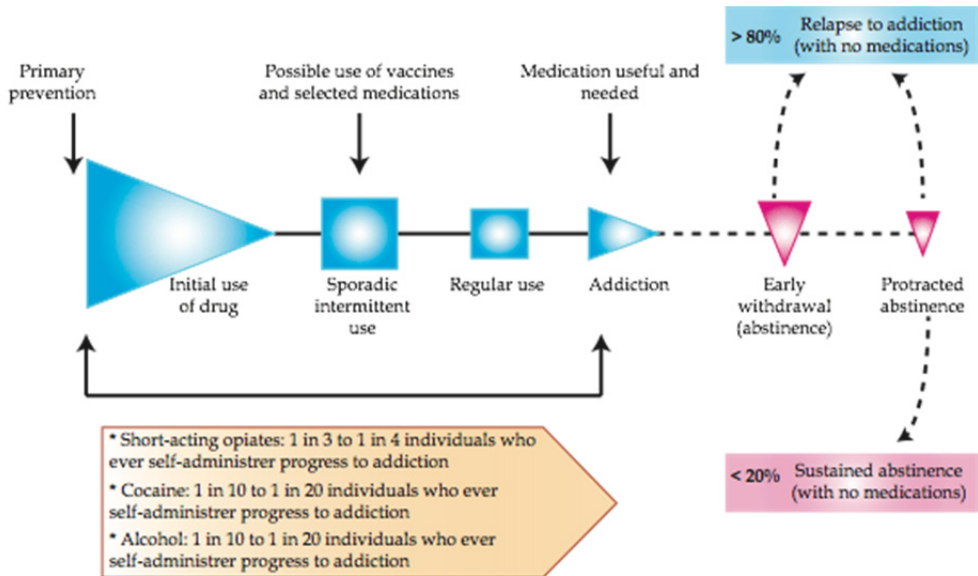 > 80%
Relapse to addiction
(with no medications)
Primary
prevention
Possible use of vaccines
and selected medications
Medication useful and
needed
Initial use
of drug
Sporadic
intermittent
use
Regular use
Addiction
Early
withdrawal
(abstinence)
Protracted
abstinence
* Short-acting opiates: 1 in 3 to 1 in 4 individuals who
ever self-administrer progress to addiction
* Cocaine: 1 in 10 to 1 in 20 individuals who ever
self-administrer progress to addiction
* Alcohol: 1 in 10 to 1 in 20 individuals who ever
self-administrer progress to addiction
< 20%
Sustained abstinence
(with no medications)